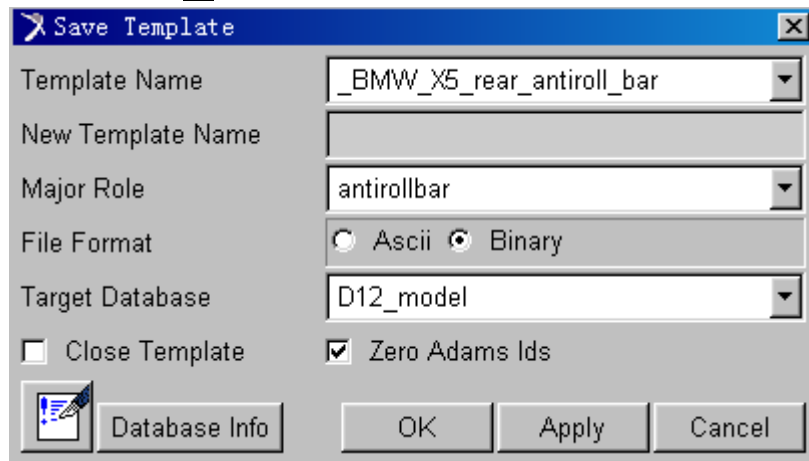 Save Template
Template Name _BMW_X5_rear_antiroll_bar
New Template Name
Major Role antirollbar
File Format Ascii Binary
Target Database D12_model
Close Template Zero Adams Ids
Database Info OK Apply Cancel